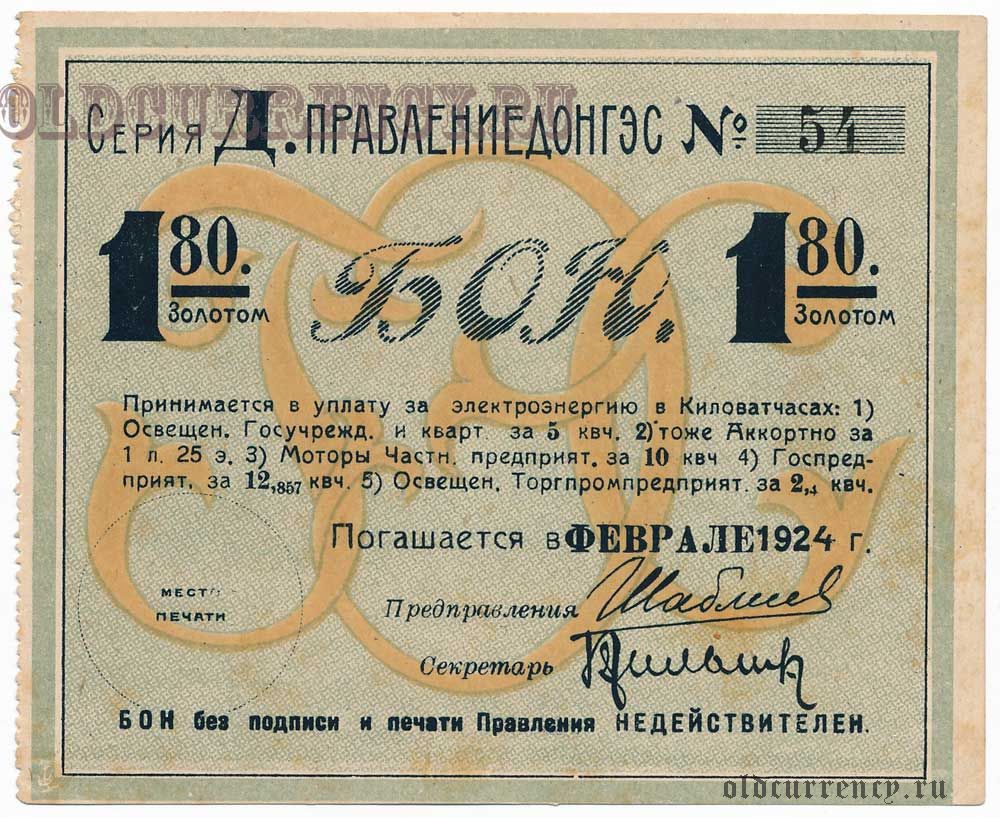 OLDCURRENCY.RU
СЕРИЯ Д. ПРАВЛЕНИЕ ДОНГЭС № 54
1 80. Золотом БОН. 1 80. Золотом
Принимается в уплату за электроэнергию в Киловатчасах: 1)
Освещен. Госучрежд. и кварт. за 5 квч. 2) тоже Аккортно за
1 л. 25 э. 3) Моторы Частн. предприят. за 10 квч 4) Госпред-
прият. за 12,857 квч. 5) Освещен. Торгпромпредприят. за 2,4 квч.
Погашается в ФЕВРАЛЕ 1924 г.
МЕСТО
ПЕЧАТИ
Предправления Шаблиев
Секретарь
БОН без подписи и печати Правления НЕДЕЙСТВИТЕЛЕН.
oldcurrency.ru